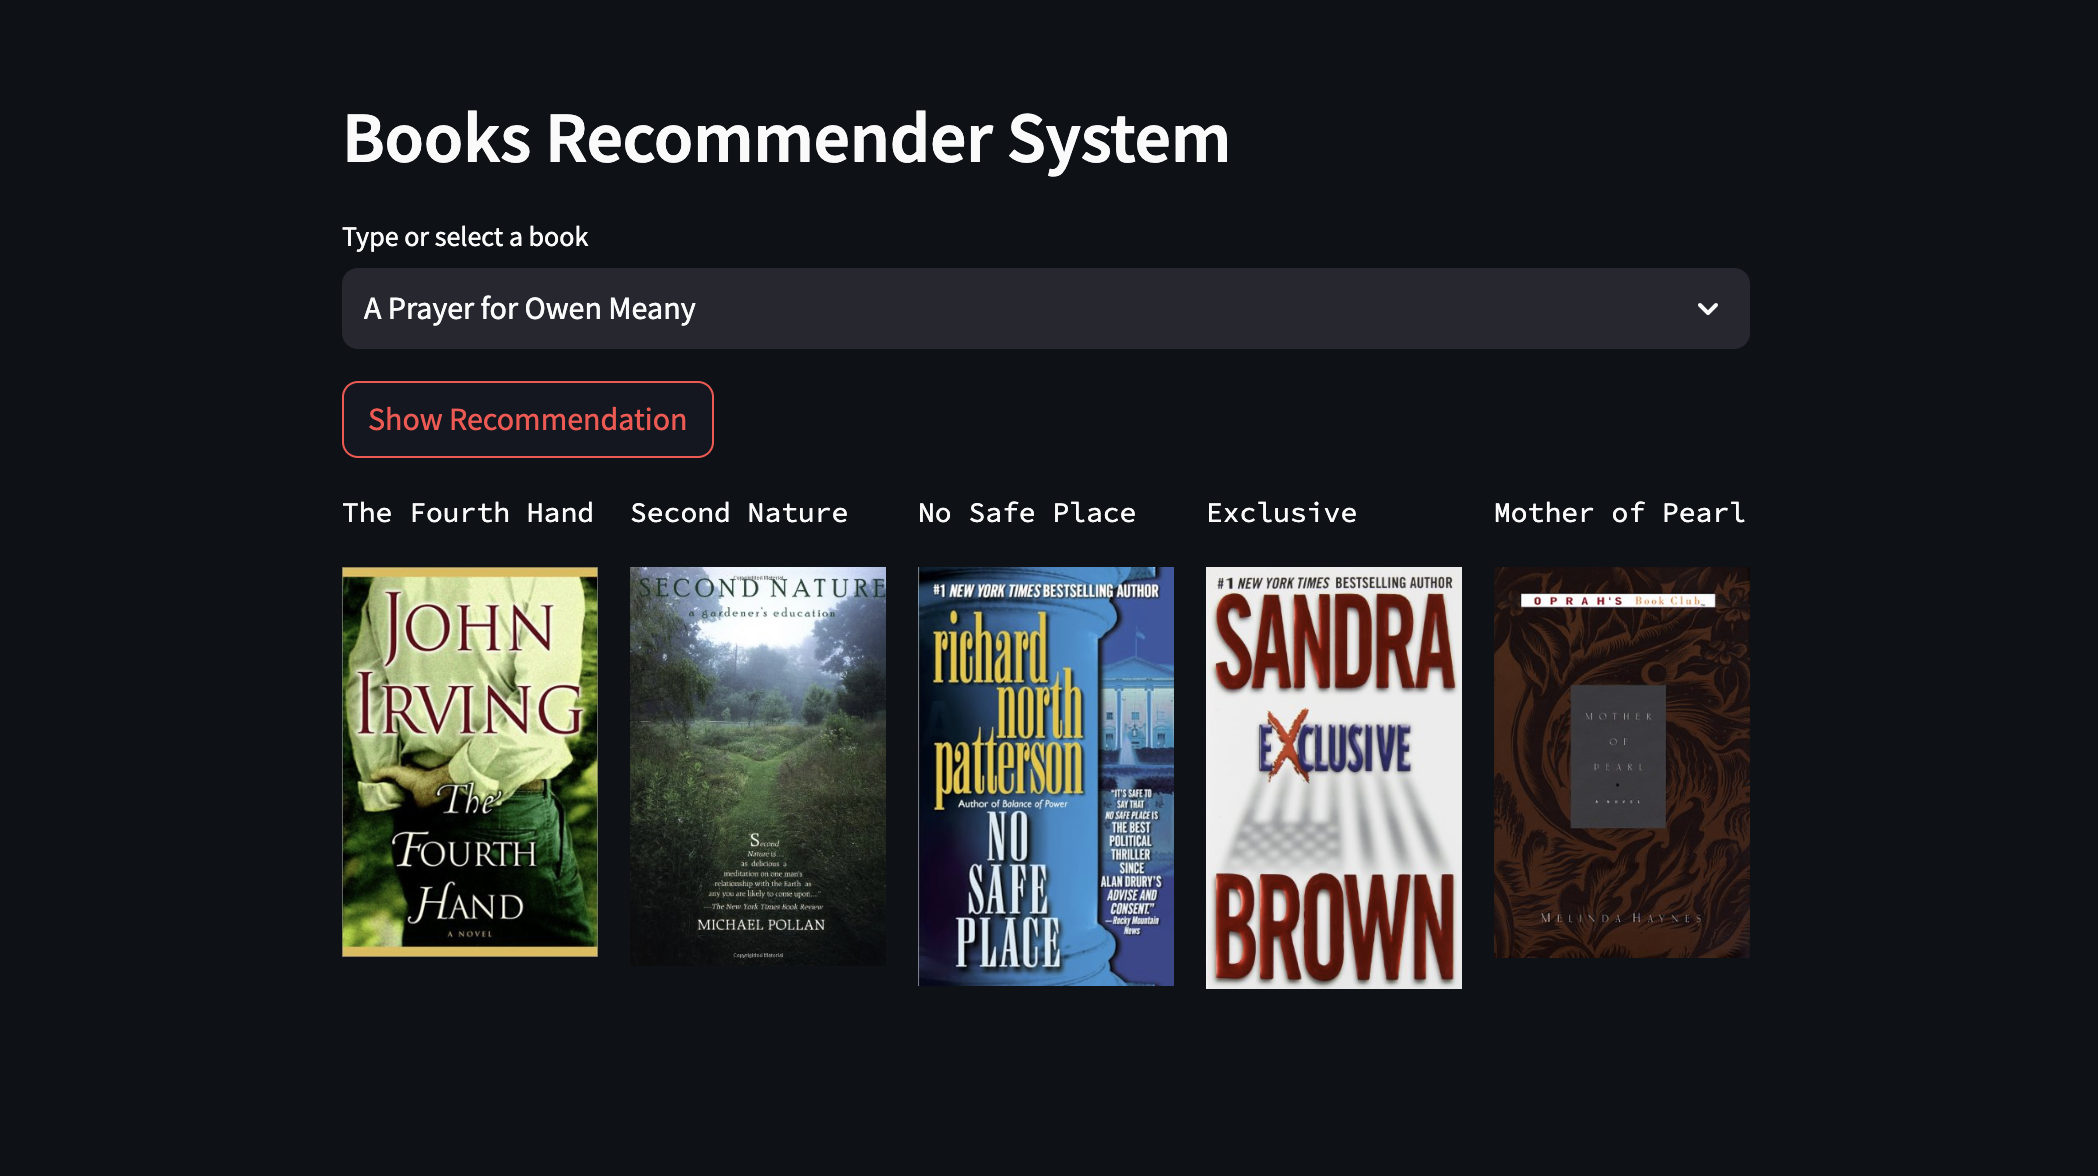 Books Recommender System
Type or select a book
A Prayer for Owen Meany
Show Recommendation
The Fourth Hand
Second Nature
No Safe Place
Exclusive
Mother of Pearl
JOHN
IRVING
The
FOURTH
HAND
A NOVEL
Copyrighted Material
SECOND NATURE
a gardener's education
Second
Nature is...
as delicious a
meditation on one man's
relationship with the Earth as
any you are likely to come upon..."
—The New York Times Book Review
MICHAEL POLLAN
Copyrighted Material
#1 NEW YORK TIMES BESTSELLING AUTHOR
richard
north
patterson
Author of Balance of Power
NO
SAFE
PLACE
"IT'S SAFE TO
SAY THAT
NO SAFE PLACE IS
THE BEST
POLITICAL
THRILLER
SINCE
ALAN DRURY'S
ADVISE AND
CONSENT."
—Rocky Mountain
News
#1 NEW YORK TIMES BESTSELLING AUTHOR
SANDRA
EXCLUSIVE
BROWN
OPRAH'S Book Club
MOTHER
OF
PEARL
A NOVEL
MELINDA HAYNES